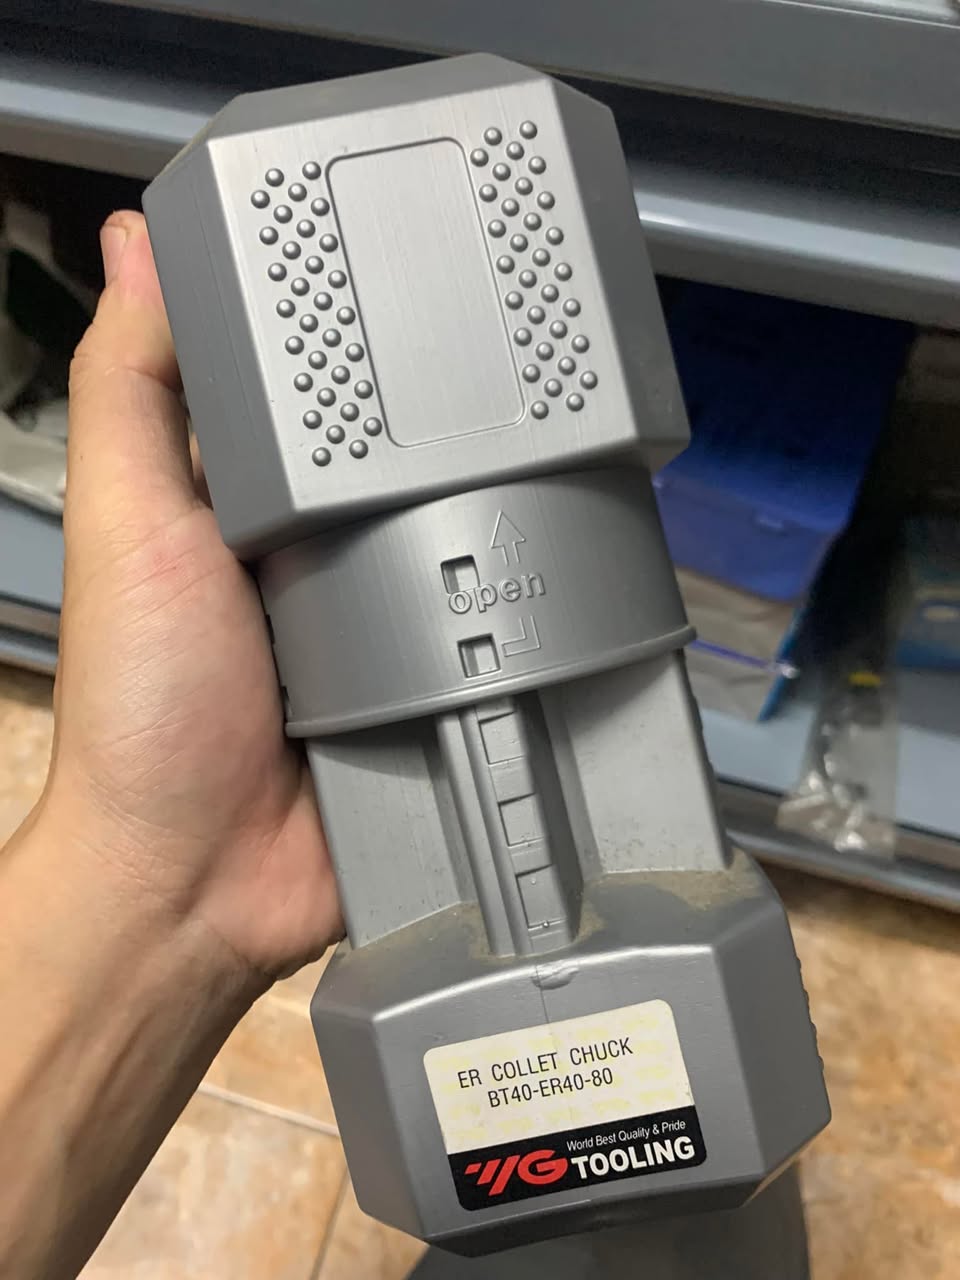 open
ER COLLET CHUCK
BT40-ER40-80
World Best Quality & Pride
YG TOOLING